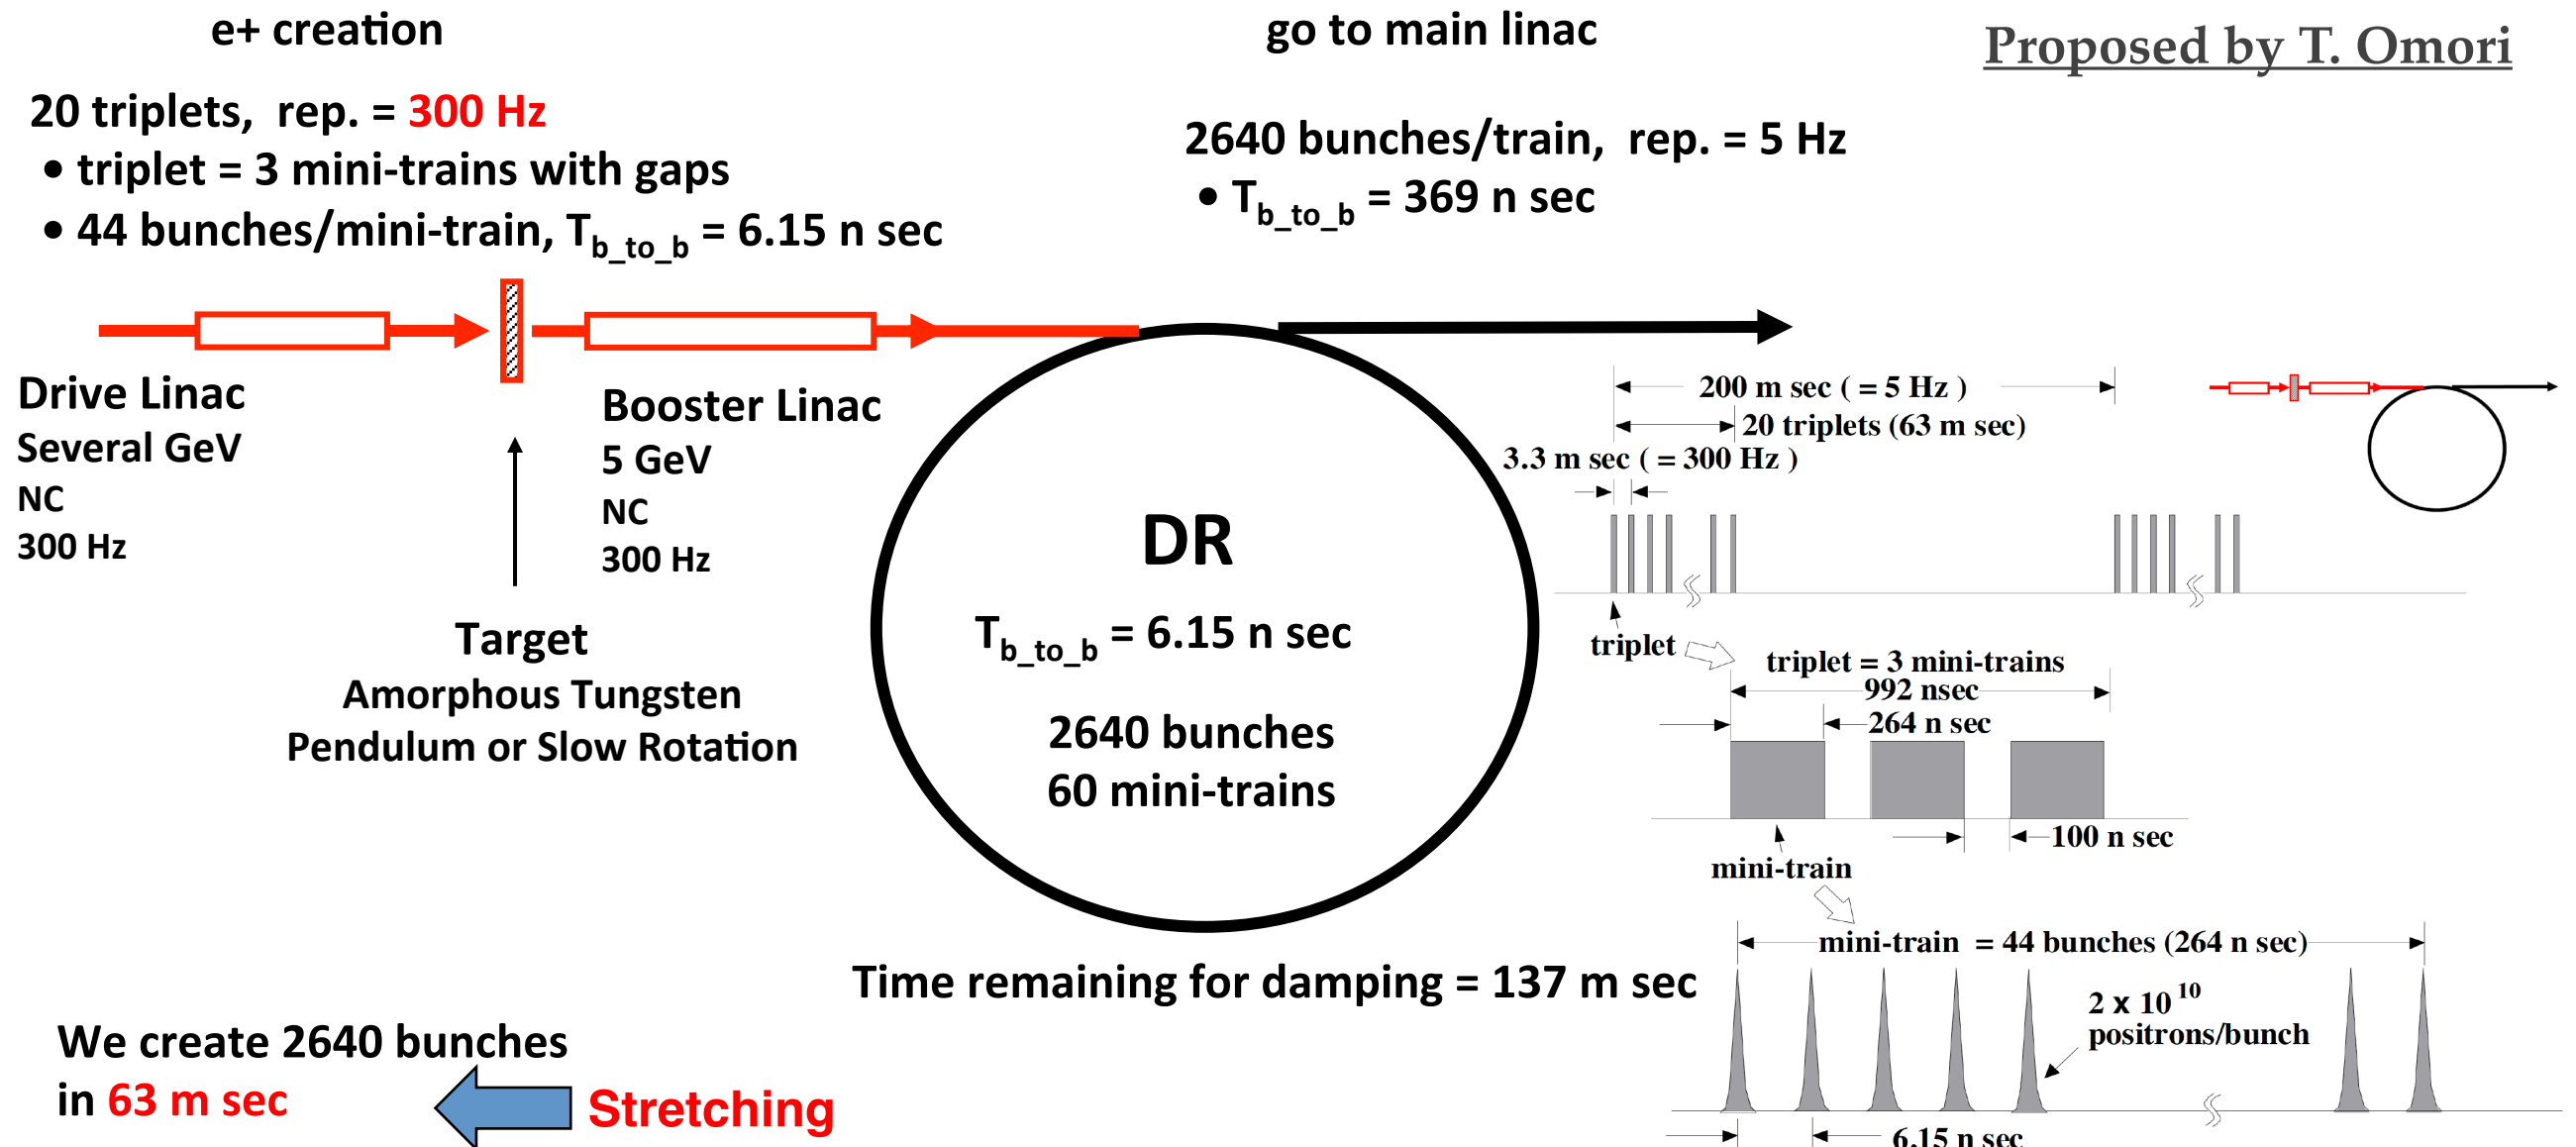 e+ creation
go to main linac
Proposed by T. Omori
20 triplets, rep. = 300 Hz
• triplet = 3 mini-trains with gaps
• 44 bunches/mini-train, Tb_to_b = 6.15 n sec
2640 bunches/train, rep. = 5 Hz
• Tb_to_b = 369 n sec
Drive Linac
Several GeV
NC
300 Hz
Booster Linac
5 GeV
NC
300 Hz
Target
Amorphous Tungsten
Pendulum or Slow Rotation
DR
Tb_to_b = 6.15 n sec
2640 bunches
60 mini-trains
Time remaining for damping = 137 m sec
We create 2640 bunches
in 63 m sec
Stretching
200 m sec ( = 5 Hz )
20 triplets (63 m sec)
3.3 m sec ( = 300 Hz )
triplet
triplet = 3 mini-trains
992 nsec
264 n sec
100 n sec
mini-train
mini-train = 44 bunches (264 n sec)
2 x 10 10
positrons/bunch
6.15 n sec